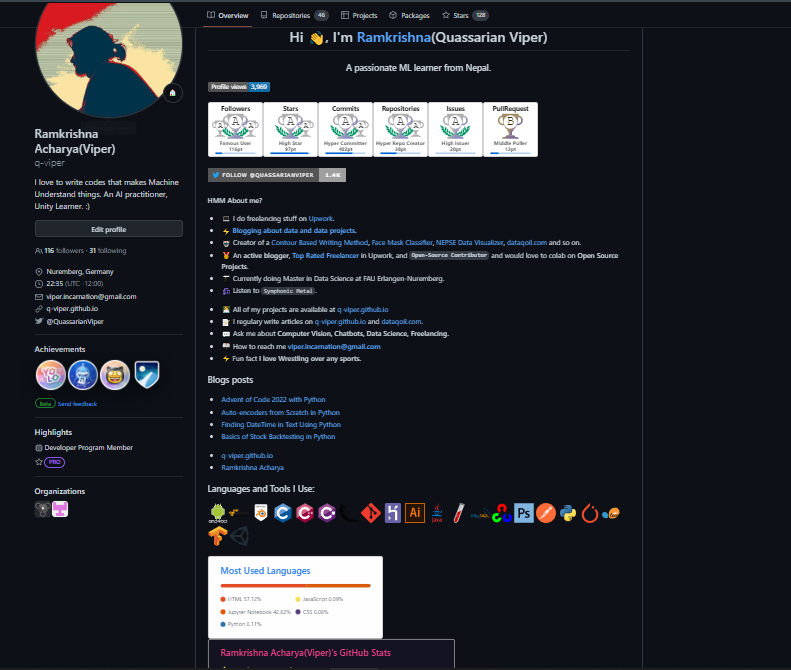 Overview Repositories 46 Projects Packages Stars 128
Hi 👋, I'm Ramkrishna(Quassarian Viper)
A passionate ML learner from Nepal.
Profile views 3,960
Followers Stars Commits Repositories Issues PullRequest
A A A A A B
Famous User High Star Hyper Committer Hyper Repo Creator High Issuer Middle Puller
116pt 97pt 38pt 20pt 12pt
FOLLOW @QUASSARIANVIPER 1.4K
Ramkrishna
Acharya(Viper)
q-viper
I love to write codes that makes Machine
Understand things. An AI practitioner,
Unity Learner. :)
Edit profile
116 followers · 31 following
Nuremberg, Germany
22:35 (UTC -12:00)
viper.incarnation@gmail.com
q-viper.github.io
@QuassarianViper
Achievements
YOLO
Beta Send feedback
Highlights
Developer Program Member
PRO
Organizations
HMM About me?
I do freelancing stuff on Upwork.
Blogging about data and data projects.
Creator of a Contour Based Writing Method, Face Mask Classifier, NEPSE Data Visualizer, dataqoil.com and so on.
An active blogger, Top Rated Freelancer in Upwork, and Open-Source Contributor and would love to colab on Open Source
Projects.
Currently doing Master in Data Science at FAU Erlangen-Nuremberg.
Listen to Symphonic Metal.
All of my projects are available at q-viper.github.io
I regulary write articles on q-viper.github.io and dataqoil.com.
Ask me about Computer Vision, Chatbots, Data Science, Freelancing.
How to reach me viper.incarnation@gmail.com
Fun fact I love Wrestling over any sports.
Blogs posts
Advent of Code 2022 with Python
Auto-encoders from Scratch in Python
Finding DateTime in Text Using Python
Basics of Stock Backtesting in Python
q-viper.github.io
Ramkrishna Acharya
Languages and Tools I Use:
Ai Ps
Most Used Languages
HTML 57.12% JavaScript 0.09%
Jupyter Notebook 42.62% CSS 0.06%
Python 0.11%
Ramkrishna Acharya(Viper)'s GitHub Stats